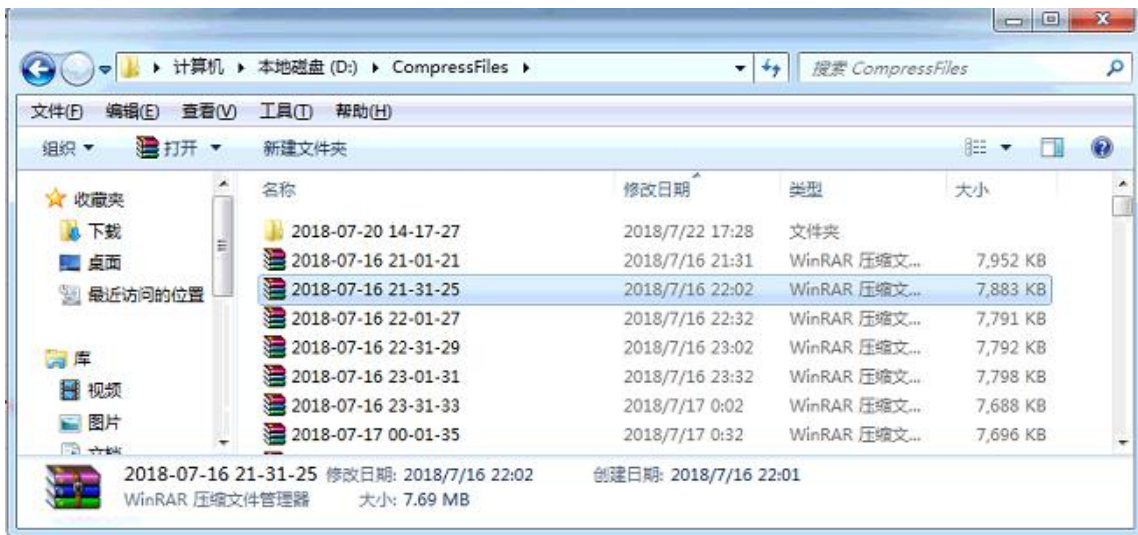 计算机 ▸ 本地磁盘 (D:) ▸ CompressFiles ▸ 搜索 CompressFiles
文件(F) 编辑(E) 查看(V) 工具(T) 帮助(H)
组织 打开 新建文件夹
收藏夹
下载
桌面
最近访问的位置
库
视频
图片
文档
名称 修改日期 类型 大小
2018-07-20 14-17-27 2018/7/22 17:28 文件夹
2018-07-16 21-01-21 2018/7/16 21:31 WinRAR 压缩文... 7,952 KB
2018-07-16 21-31-25 2018/7/16 22:02 WinRAR 压缩文... 7,883 KB
2018-07-16 22-01-27 2018/7/16 22:32 WinRAR 压缩文... 7,791 KB
2018-07-16 22-31-29 2018/7/16 23:02 WinRAR 压缩文... 7,792 KB
2018-07-16 23-01-31 2018/7/16 23:32 WinRAR 压缩文... 7,798 KB
2018-07-16 23-31-33 2018/7/17 0:02 WinRAR 压缩文... 7,688 KB
2018-07-17 00-01-35 2018/7/17 0:32 WinRAR 压缩文... 7,696 KB
2018-07-16 21-31-25 修改日期: 2018/7/16 22:02 创建日期: 2018/7/16 22:01
WinRAR 压缩文件管理器 大小: 7.69 MB